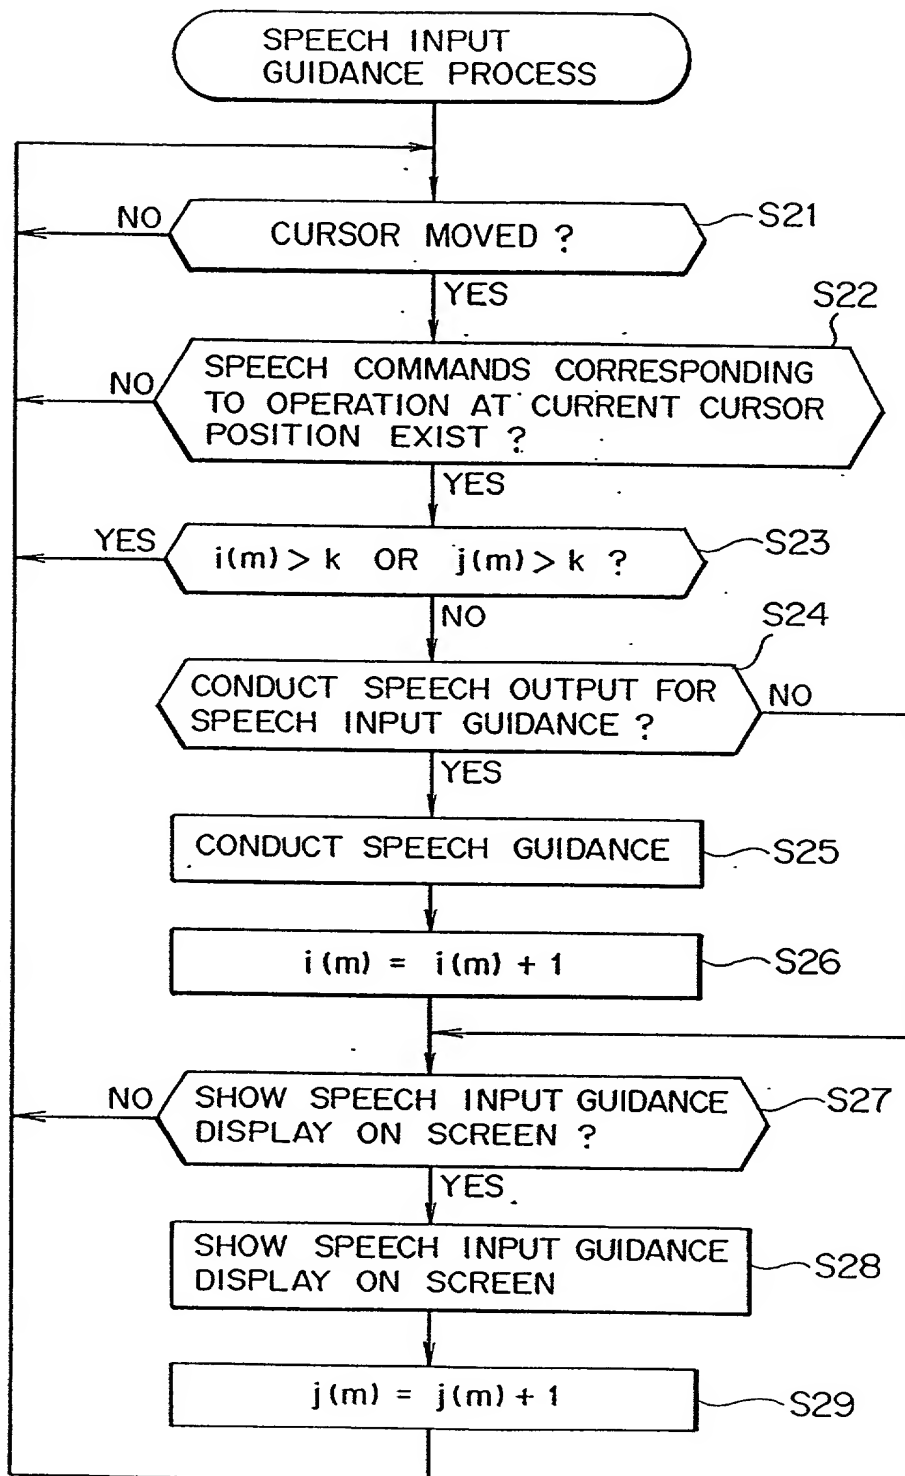 SPEECH INPUT
GUIDANCE PROCESS
NO
CURSOR MOVED ?
S21
YES
S22
NO
SPEECH COMMANDS CORRESPONDING
TO OPERATION AT CURRENT CURSOR
POSITION EXIST ?
YES
YES
i(m) > k OR j(m) > k ?
S23
NO
S24
CONDUCT SPEECH OUTPUT FOR
SPEECH INPUT GUIDANCE ?
NO
YES
CONDUCT SPEECH GUIDANCE
S25
i(m) = i(m) + 1
S26
NO
SHOW SPEECH INPUT GUIDANCE
DISPLAY ON SCREEN ?
S27
YES
SHOW SPEECH INPUT GUIDANCE
DISPLAY ON SCREEN
S28
j(m) = j(m) + 1
S29